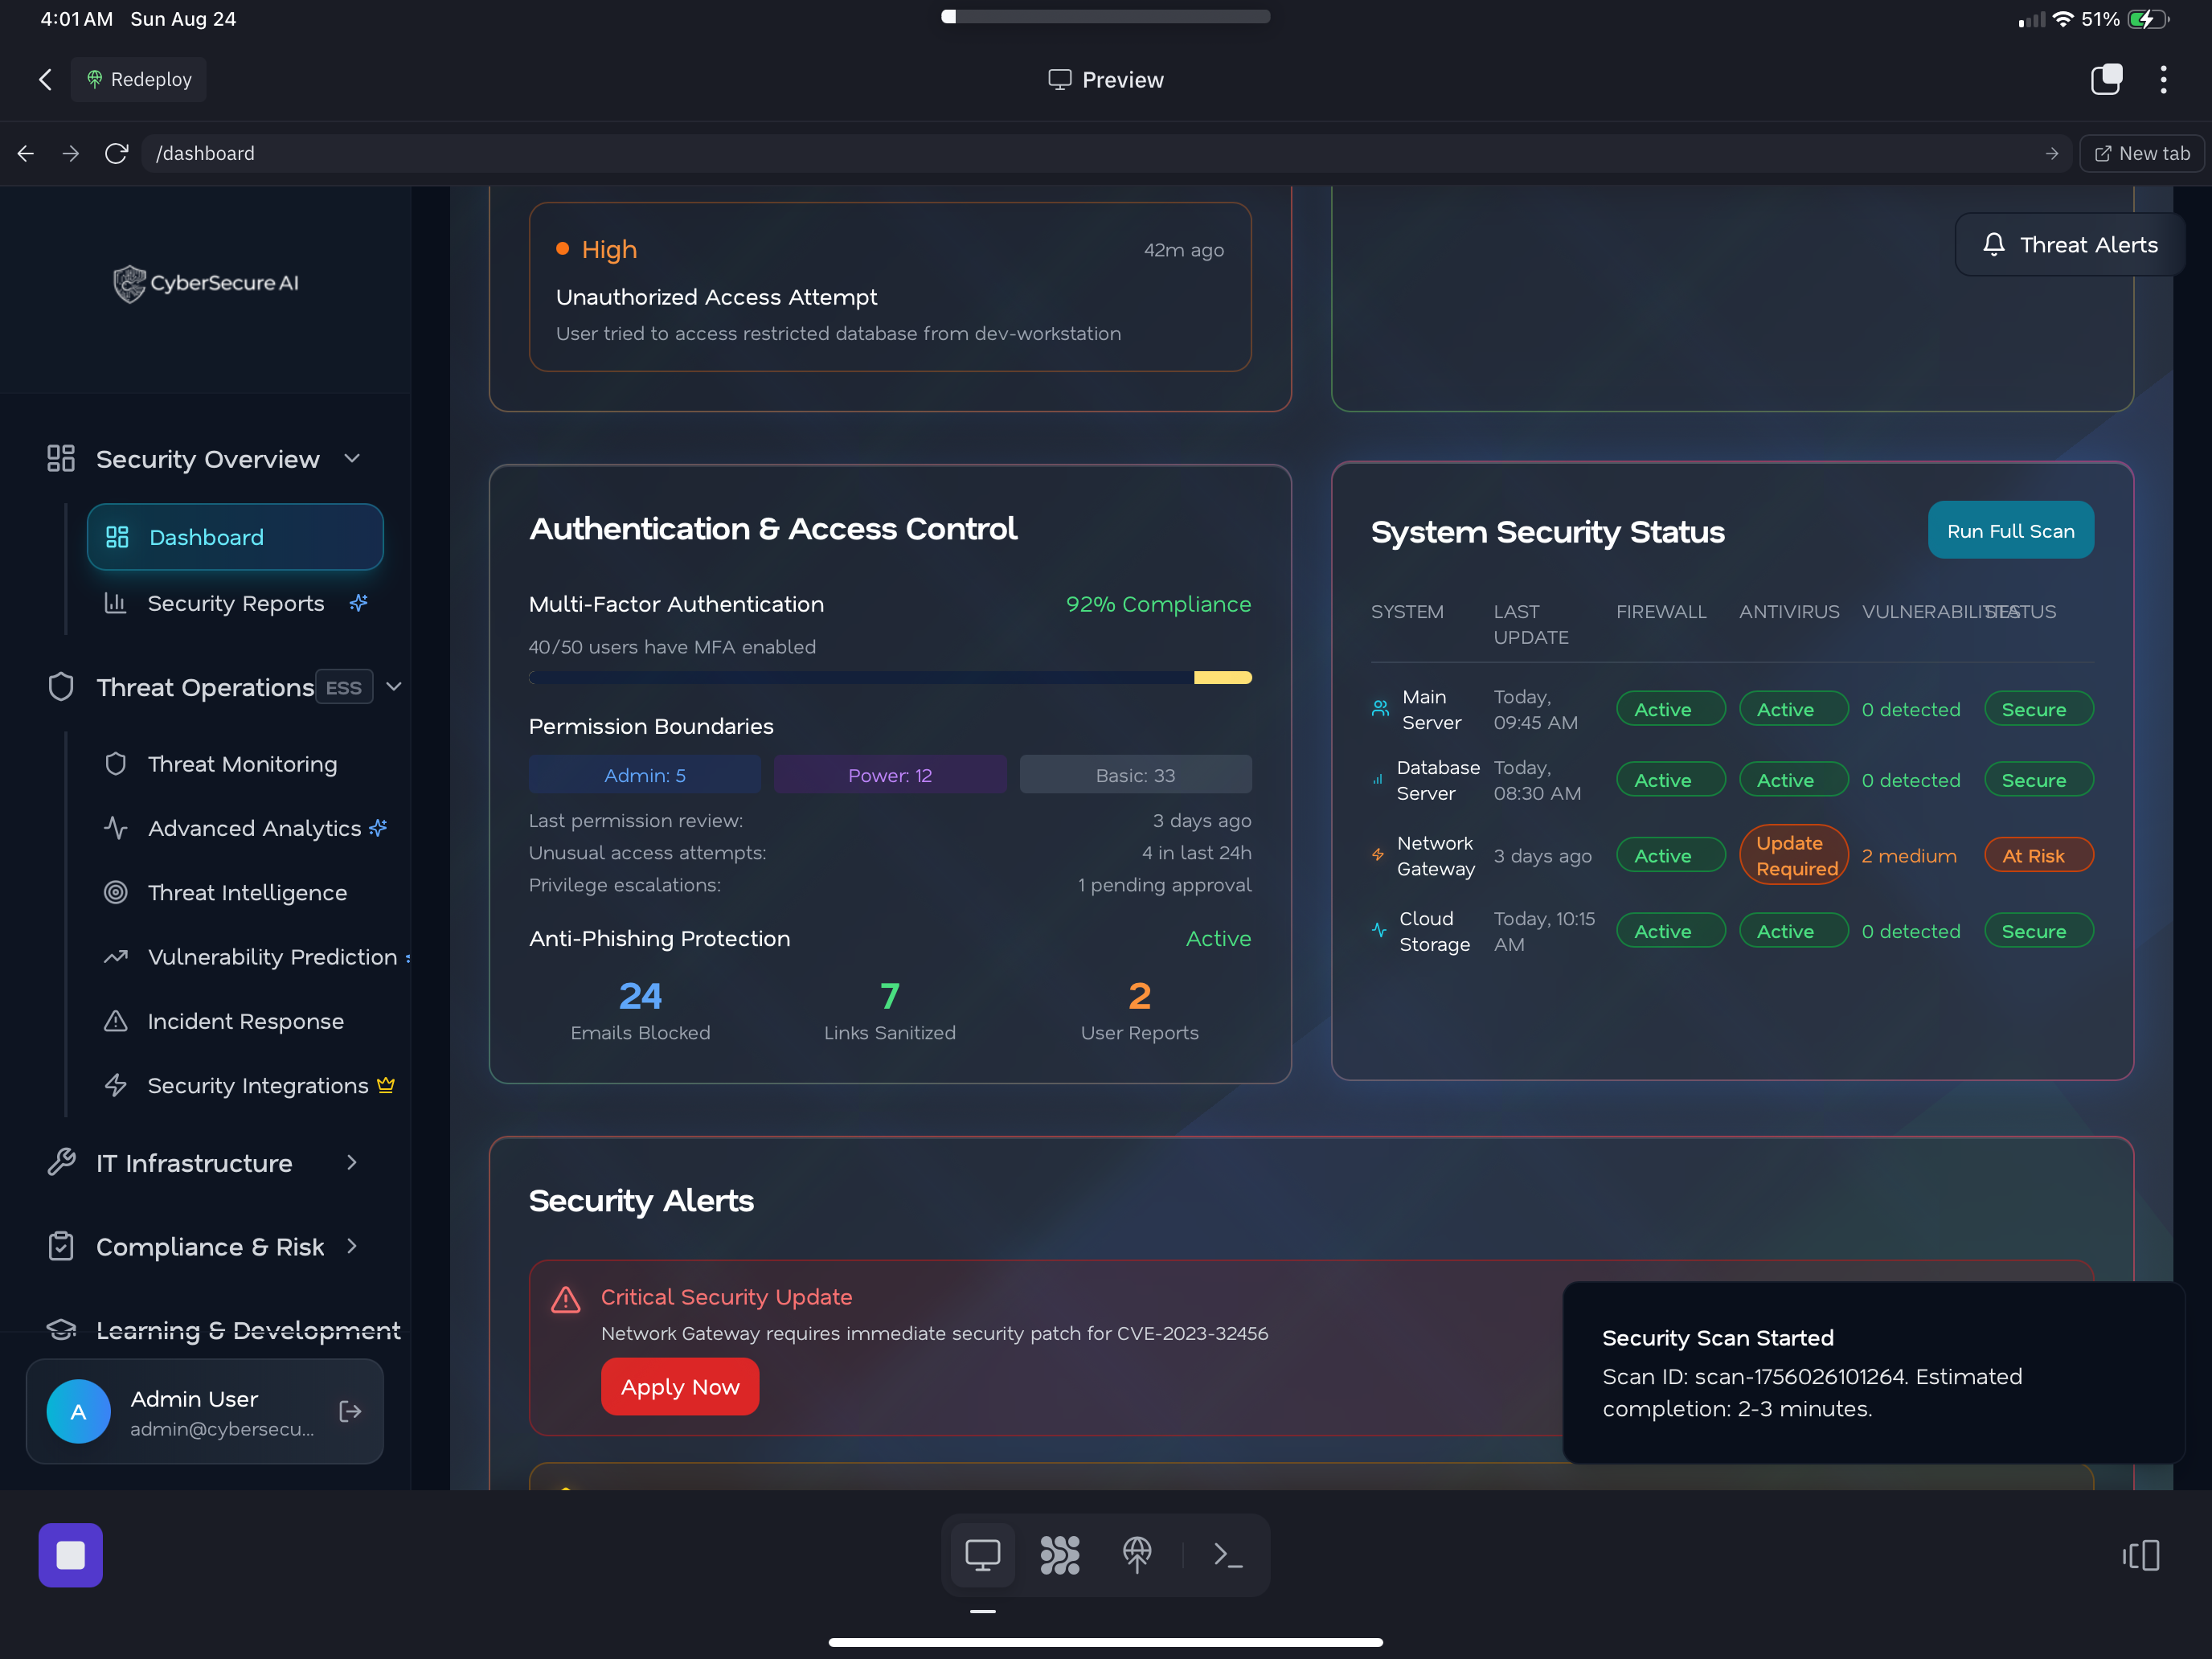 4:01 AM Sun Aug 24
51%
Redeploy
Preview
/dashboard
New tab
CyberSecure AI
Security Overview
Dashboard
Security Reports
Threat Operations ESS
Threat Monitoring
Advanced Analytics
Threat Intelligence
Vulnerability Prediction
Incident Response
Security Integrations
IT Infrastructure
Compliance & Risk
Learning & Development
A
Admin User
admin@cybersecu...
High
42m ago
Unauthorized Access Attempt
User tried to access restricted database from dev-workstation
Threat Alerts
Authentication & Access Control
Multi-Factor Authentication
92% Compliance
40/50 users have MFA enabled
Permission Boundaries
Admin: 5
Power: 12
Basic: 33
Last permission review:
3 days ago
Unusual access attempts:
4 in last 24h
Privilege escalations:
1 pending approval
Anti-Phishing Protection
Active
24
7
2
Emails Blocked
Links Sanitized
User Reports
System Security Status
Run Full Scan
SYSTEM
LAST
UPDATE
FIREWALL
ANTIVIRUS
VULNERABILITIES
STATUS
Main
Server
Today,
09:45 AM
Active
Active
0 detected
Secure
Database
Server
Today,
08:30 AM
Active
Active
0 detected
Secure
Network
Gateway
3 days ago
Active
Update
Required
2 medium
At Risk
Cloud
Storage
Today, 10:15
AM
Active
Active
0 detected
Secure
Security Alerts
Critical Security Update
Network Gateway requires immediate security patch for CVE-2023-32456
Apply Now
Security Scan Started
Scan ID: scan-1756026101264. Estimated
completion: 2-3 minutes.